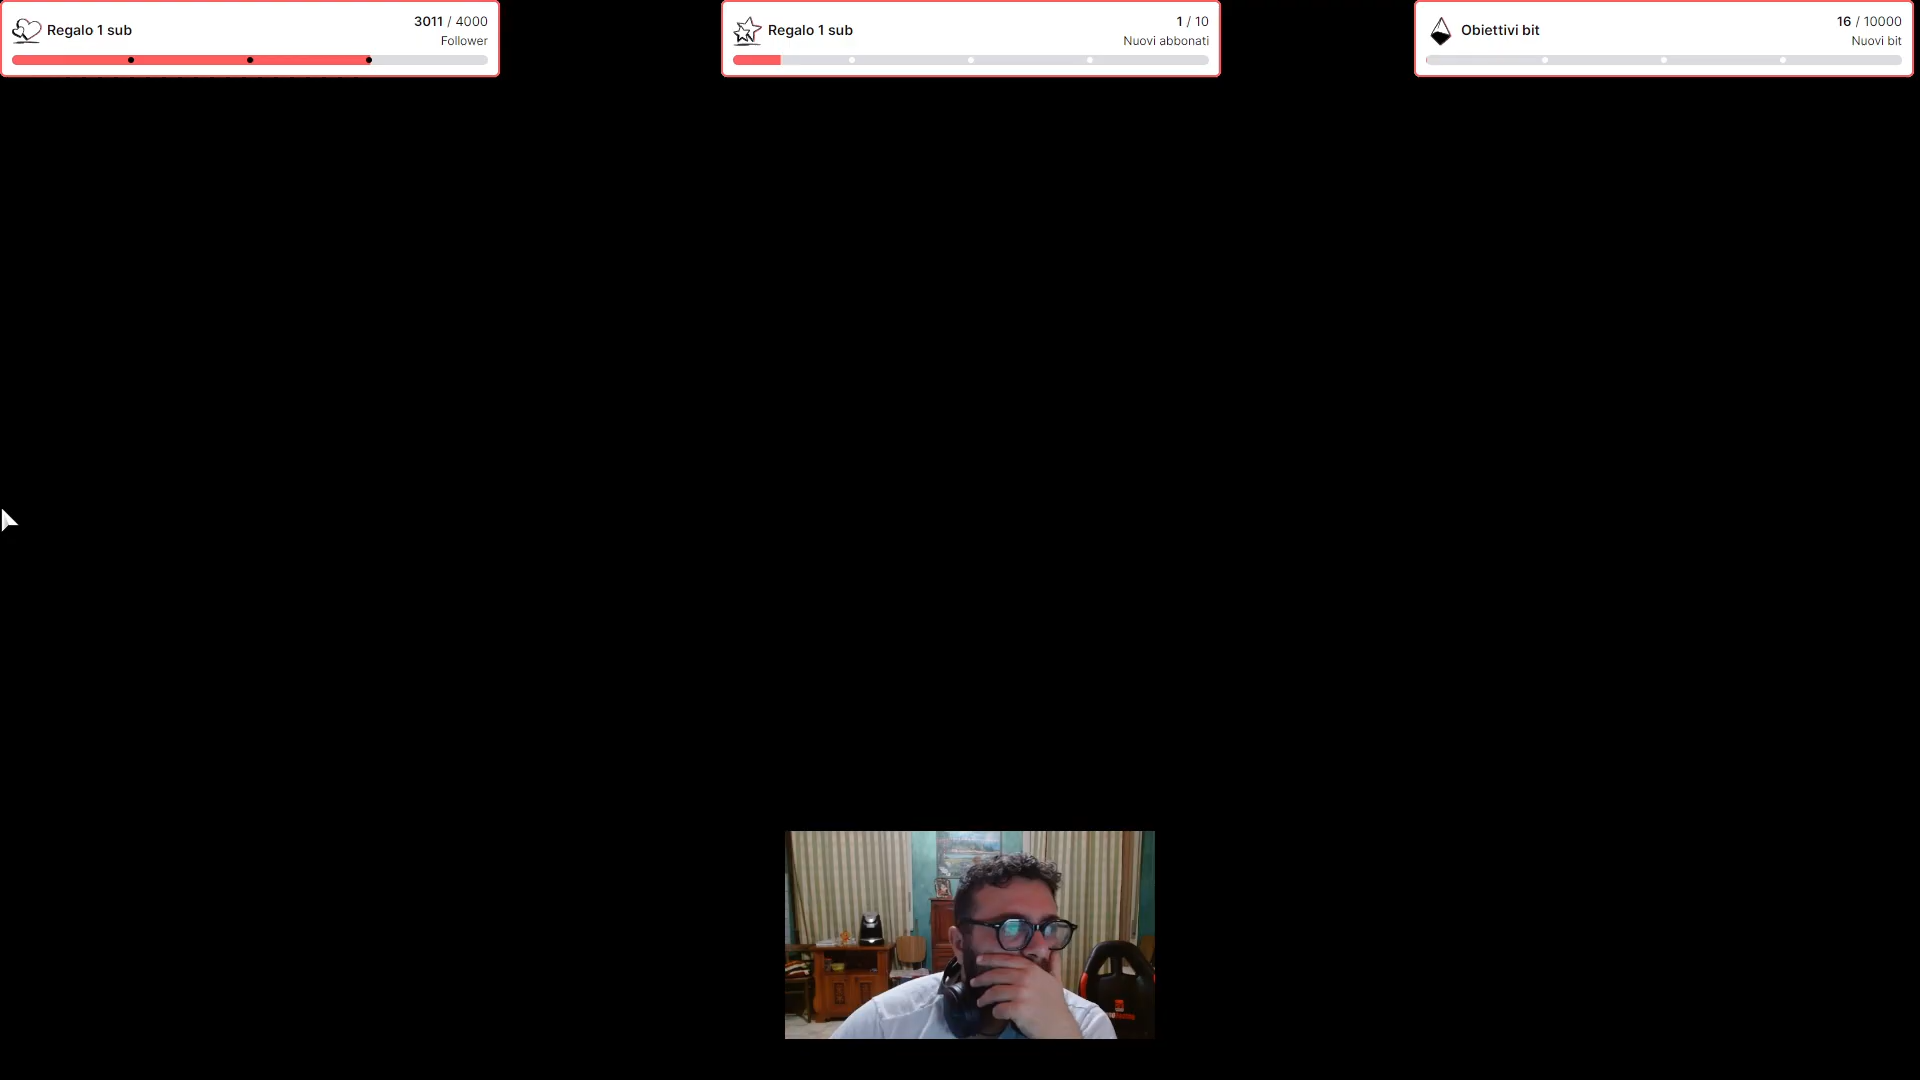 Regalo 1 sub
3011 / 4000
Follower
Regalo 1 sub
1 / 10
Nuovi abbonati
Obiettivi bit
16 / 10000
Nuovi bit